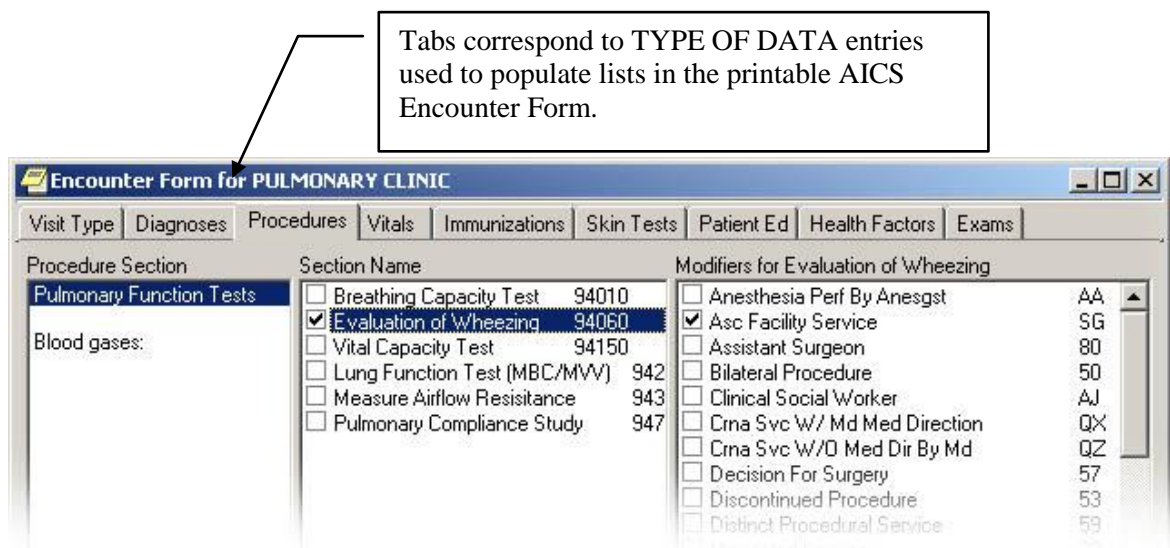 Tabs correspond to TYPE OF DATA entries
used to populate lists in the printable AICS
Encounter Form.
Encounter Form for PULMONARY CLINIC
Visit Type Diagnoses Procedures Vitals Immunizations Skin Tests Patient Ed Health Factors Exams
Procedure Section
Pulmonary Function Tests
Blood gases:
Section Name
Breathing Capacity Test 94010
Evaluation of Wheezing 94060
Vital Capacity Test 94150
Lung Function Test (MBC/MVV) 942
Measure Airflow Resisitance 943
Pulmonary Compliance Study 947
Modifiers for Evaluation of Wheezing
Anesthesia Perf By Anesgst AA
Asc Facility Service SG
Assistant Surgeon 80
Bilateral Procedure 50
Clinical Social Worker AJ
Crna Svc W/ Md Med Direction QX
Crna Svc W/O Med Dir By Md QZ
Decision For Surgery 57
Discontinued Procedure 53
Distinct Procedural Service 59